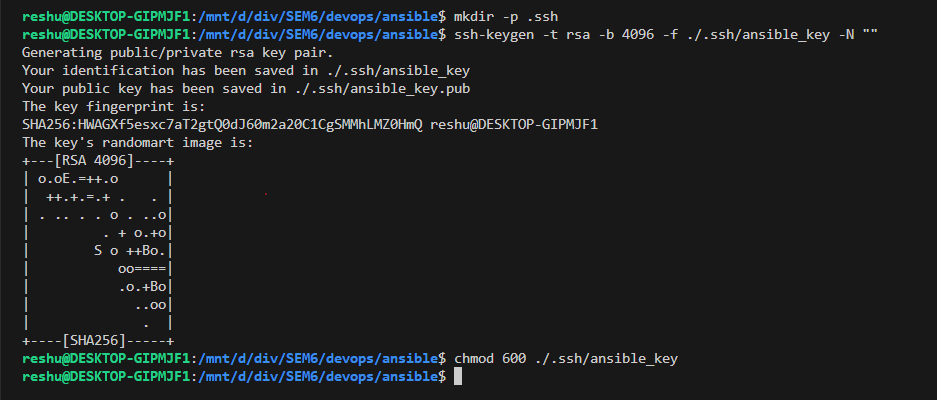 reshu@DESKTOP-GIPMJF1:/mnt/d/div/SEM6/devops/ansible$ mkdir -p .ssh
reshu@DESKTOP-GIPMJF1:/mnt/d/div/SEM6/devops/ansible$ ssh-keygen -t rsa -b 4096 -f ./.ssh/ansible_key -N ""
Generating public/private rsa key pair.
Your identification has been saved in ./.ssh/ansible_key
Your public key has been saved in ./.ssh/ansible_key.pub
The key fingerprint is:
SHA256:HWAGXf5esxc7aT2gtQ0dJ60m2a20C1CgSMMhLMZ0HmQ reshu@DESKTOP-GIPMJF1
The key's randomart image is:
+---[RSA 4096]----+
| o.oE.=++.o      |
|  ++.+.=.+ .   . |
| . .. . . o . ..o|
|         . + o.+o|
|        S o ++Bo.|
|           oo====|
|           .o.+Bo|
|             ..oo|
|              .  |
+----[SHA256]-----+
reshu@DESKTOP-GIPMJF1:/mnt/d/div/SEM6/devops/ansible$ chmod 600 ./.ssh/ansible_key
reshu@DESKTOP-GIPMJF1:/mnt/d/div/SEM6/devops/ansible$